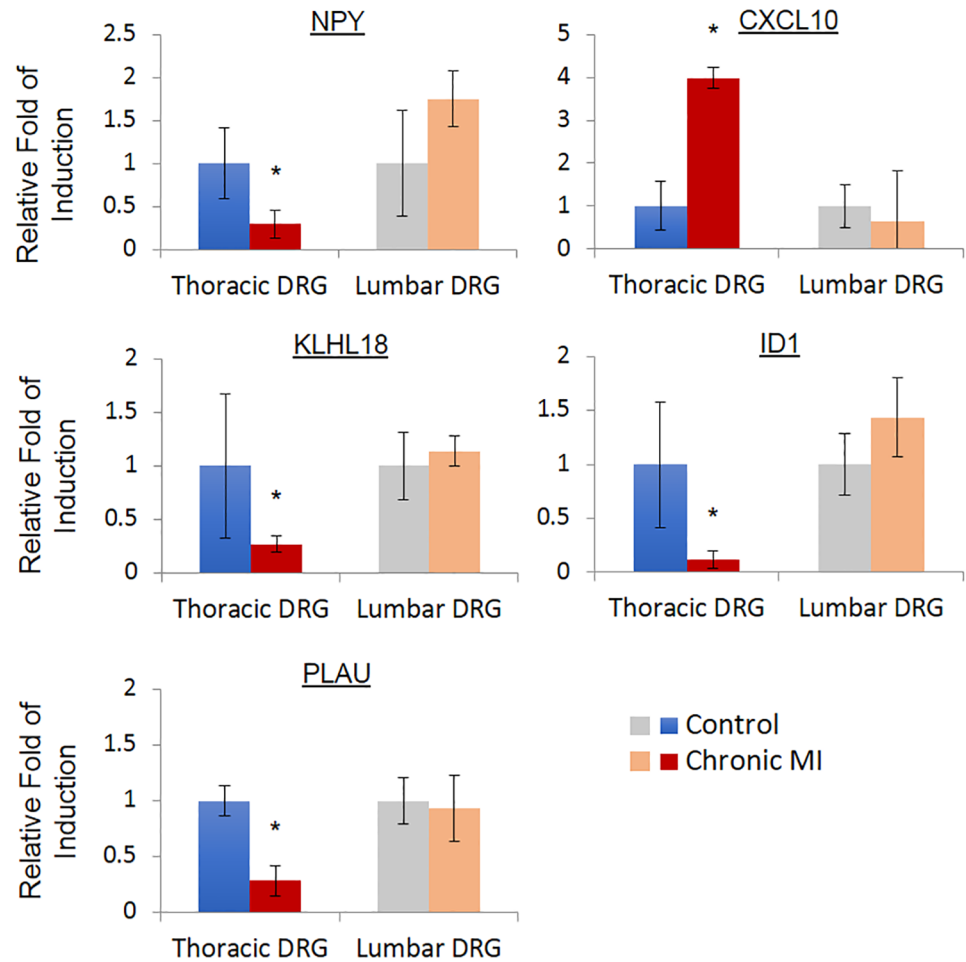 NPY
Relative Fold of
Induction
2.5
2
1.5
1
0.5
0
*
Thoracic DRG Lumbar DRG
CXCL10
5
4
3
2
1
0
*
Thoracic DRG Lumbar DRG
KLHL18
Relative Fold of
Induction
2
1.5
1
0.5
0
*
Thoracic DRG Lumbar DRG
ID1
2
1.5
1
0.5
0
*
Thoracic DRG Lumbar DRG
PLAU
Relative Fold of
Induction
2
1.5
1
0.5
0
*
Thoracic DRG Lumbar DRG
Control
Chronic MI